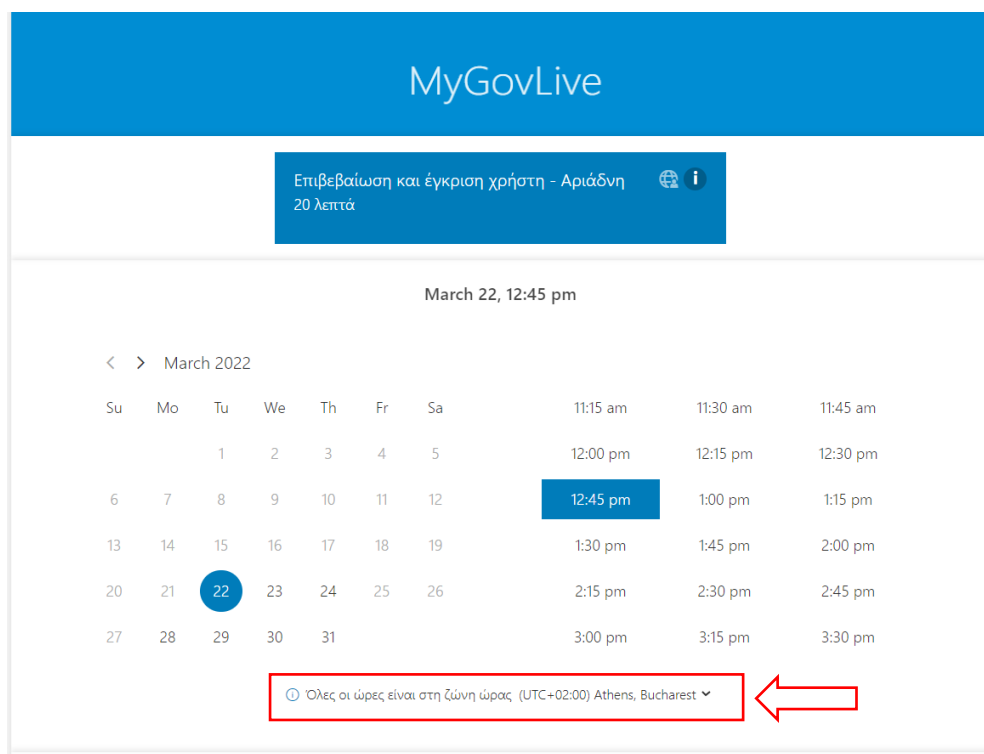 MyGovLive
Επιβεβαίωση και έγκριση χρήστη - Αριάδνη
20 λεπτά
March 22, 12:45 pm
March 2022
Su Mo Tu We Th Fr Sa
1 2 3 4 5
6 7 8 9 10 11 12
13 14 15 16 17 18 19
20 21 22 23 24 25 26
27 28 29 30 31
11:15 am 11:30 am 11:45 am
12:00 pm 12:15 pm 12:30 pm
12:45 pm 1:00 pm 1:15 pm
1:30 pm 1:45 pm 2:00 pm
2:15 pm 2:30 pm 2:45 pm
3:00 pm 3:15 pm 3:30 pm
Όλες οι ώρες είναι στη ζώνη ώρας (UTC+02:00) Athens, Bucharest